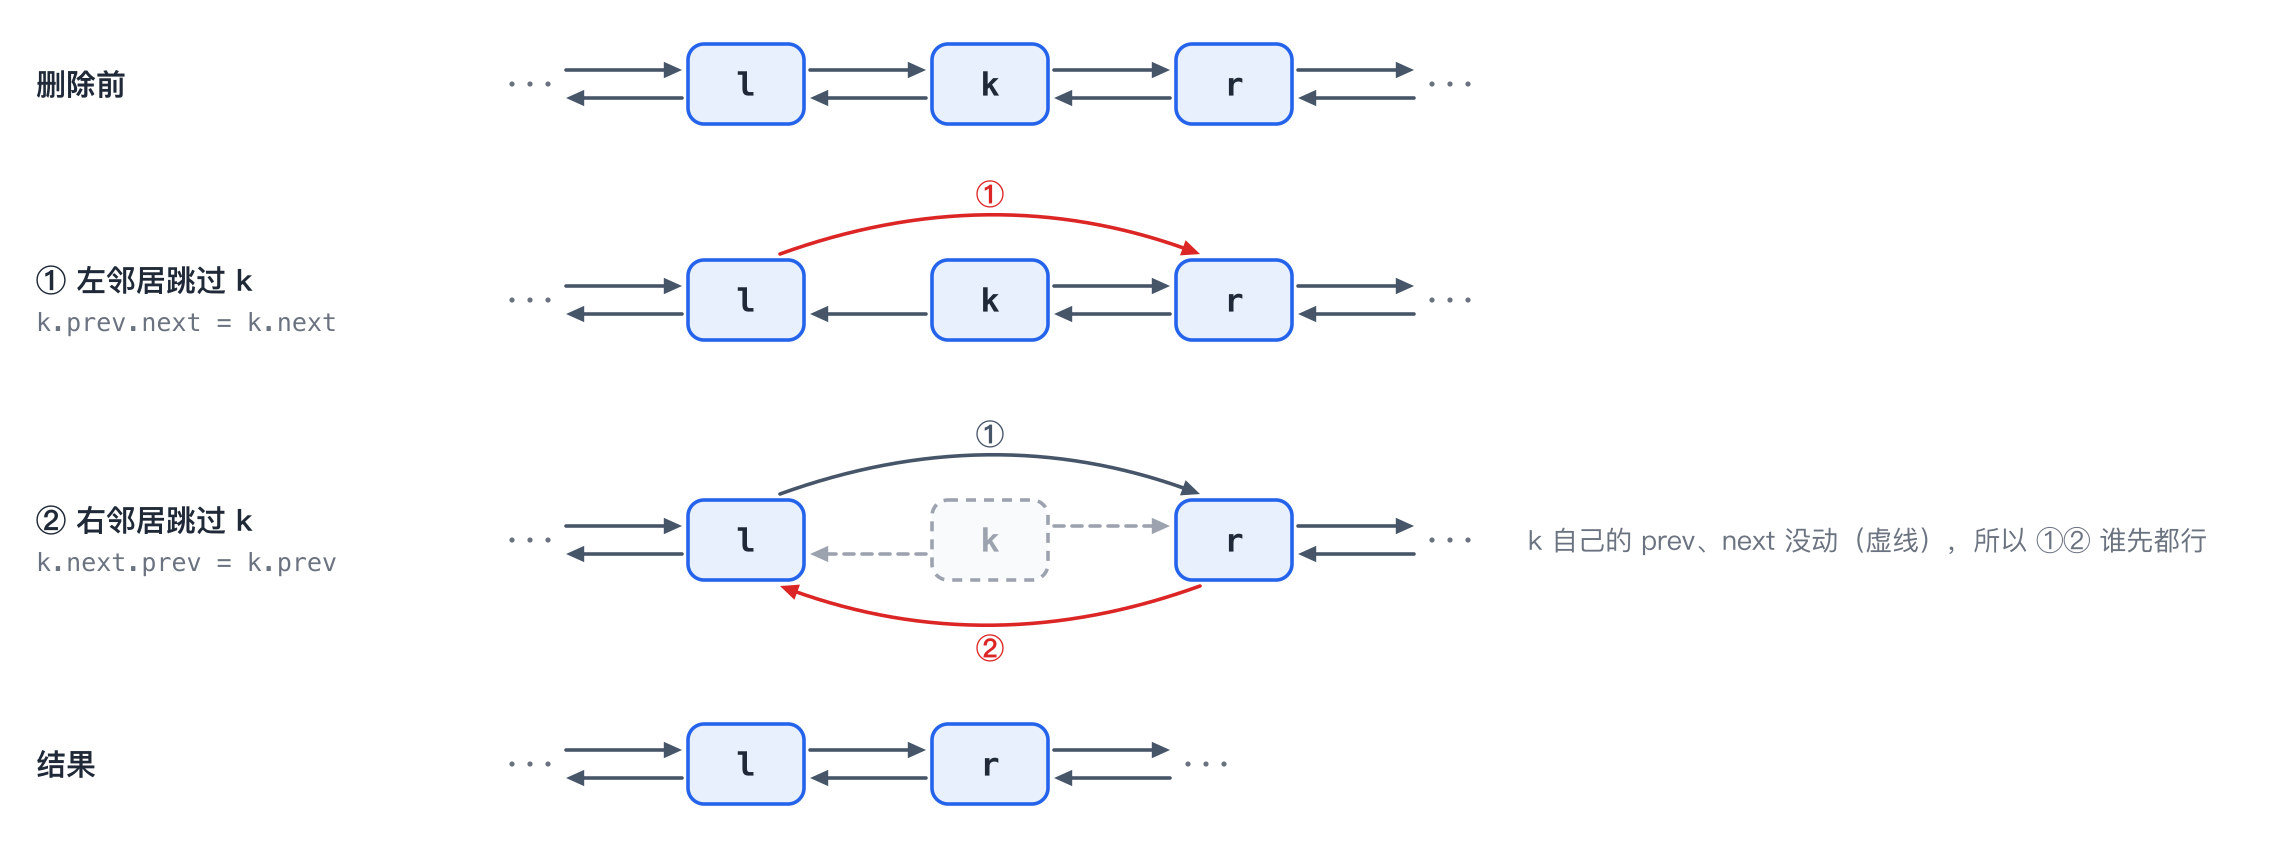 删除前
··· l k r ···
①
① 左邻居跳过 k
k.prev.next = k.next
··· l k r ···
①
② 右邻居跳过 k
k.next.prev = k.prev
··· l k r ···
k 自己的 prev、next 没动（虚线），所以 ①② 谁先都行
②
结果
··· l r ···